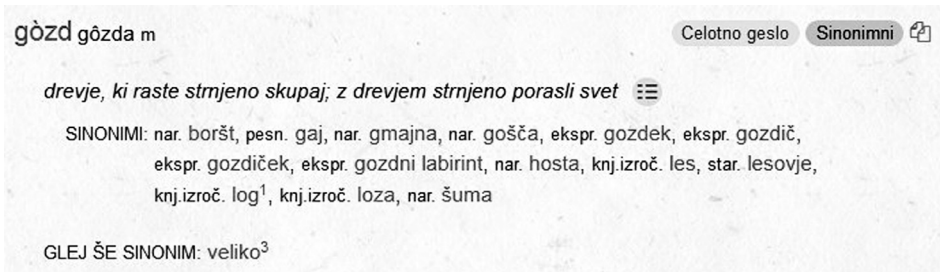 gòzd gôzda m Celotno geslo Sinonimni
drevje, ki raste strnjeno skupaj; z drevjem strnjeno porasli svet
SINONIMI: nar. boršt, pesn. gaj, nar. gmajna, nar. gošča, ekspr. gozdek, ekspr. gozdič,
ekspr. gozdiček, ekspr. gozdni labirint, nar. hosta, knj.izroč. les, star. lesovje,
knj.izroč. log¹, knj.izroč. loza, nar. šuma
GLEJ ŠE SINONIM: veliko³